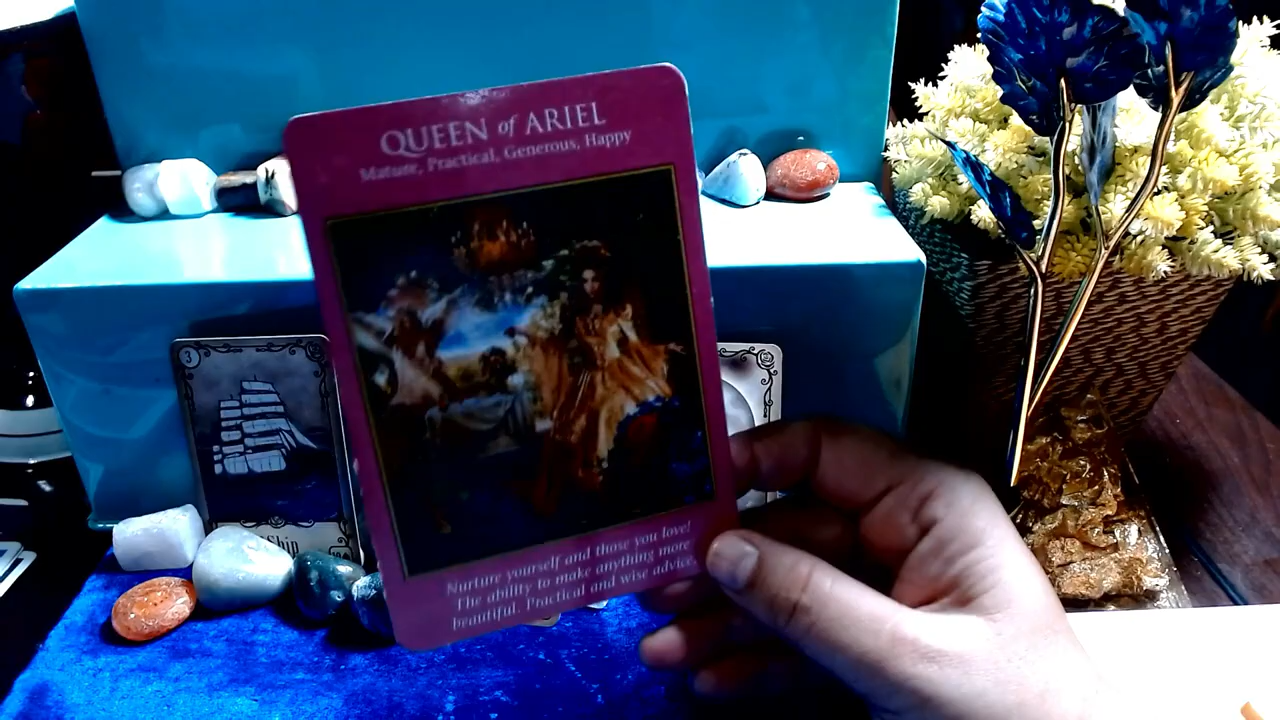 QUEEN of ARIEL
Mature, Practical, Generous, Happy
Nurture yourself and those you love!
The ability to make anything more
beautiful. Practical and wise advice.
3
Ship